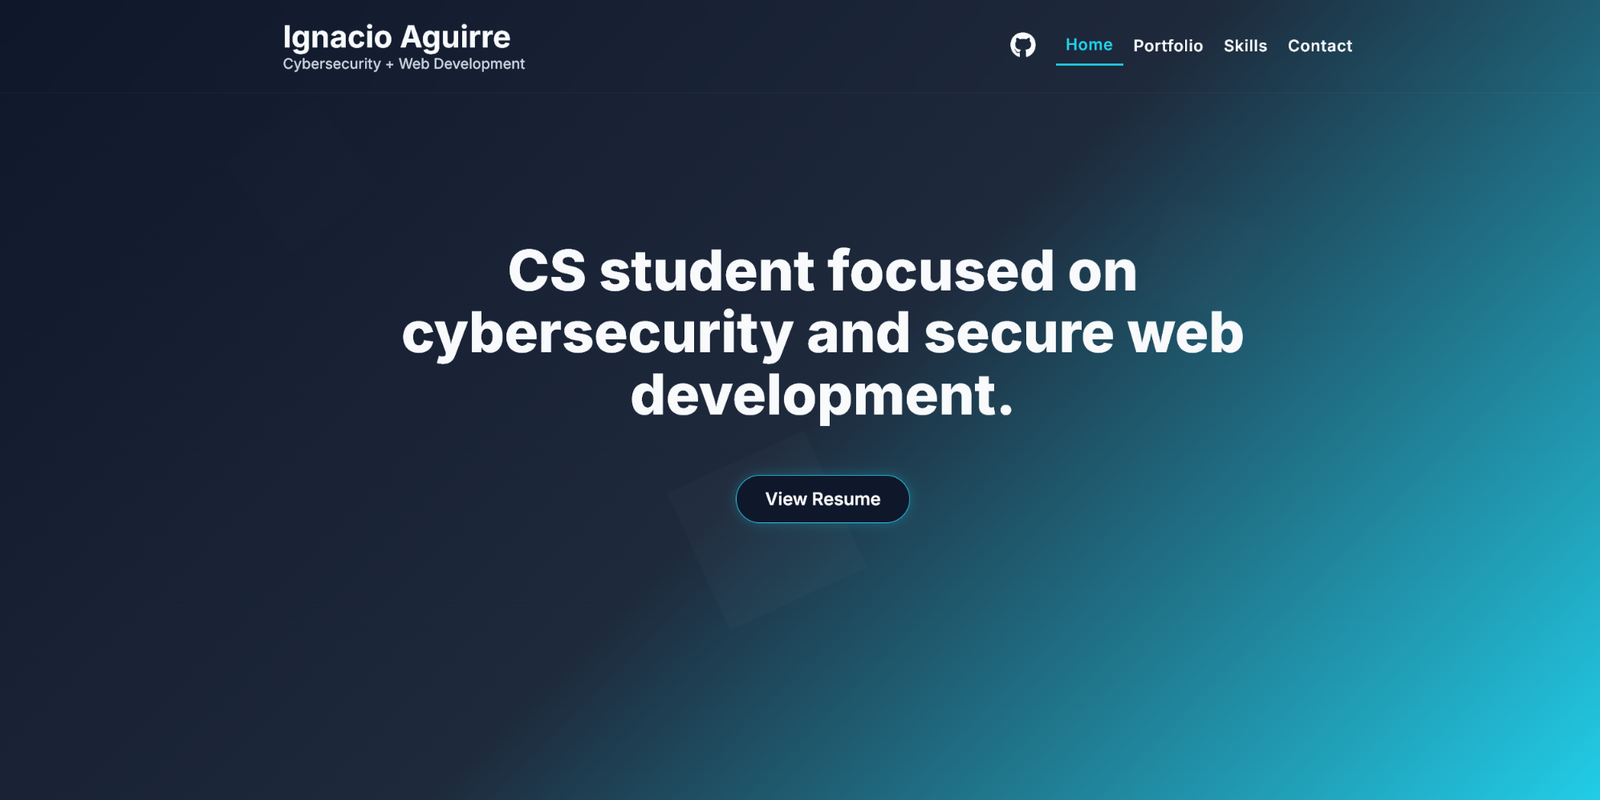 Ignacio Aguirre
Cybersecurity + Web Development
Home Portfolio Skills Contact
CS student focused on
cybersecurity and secure web
development.
View Resume